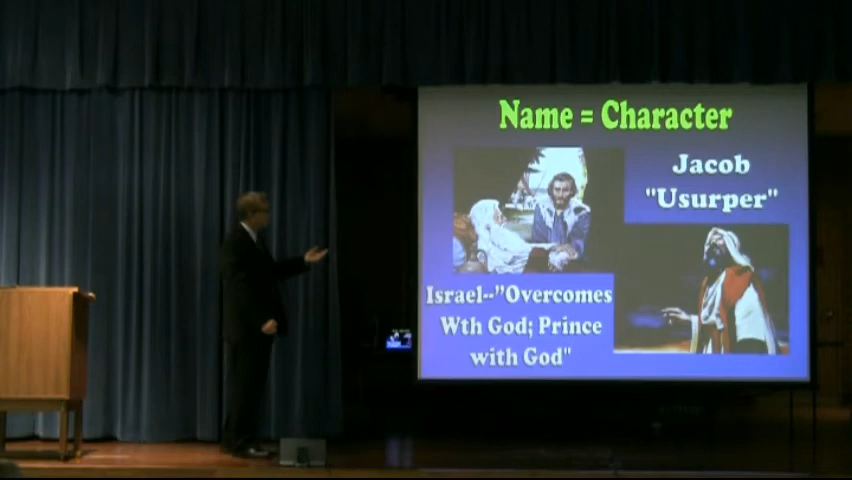 Name = Character
Jacob
"Usurper"
Israel--"Overcomes
Wth God; Prince
with God"